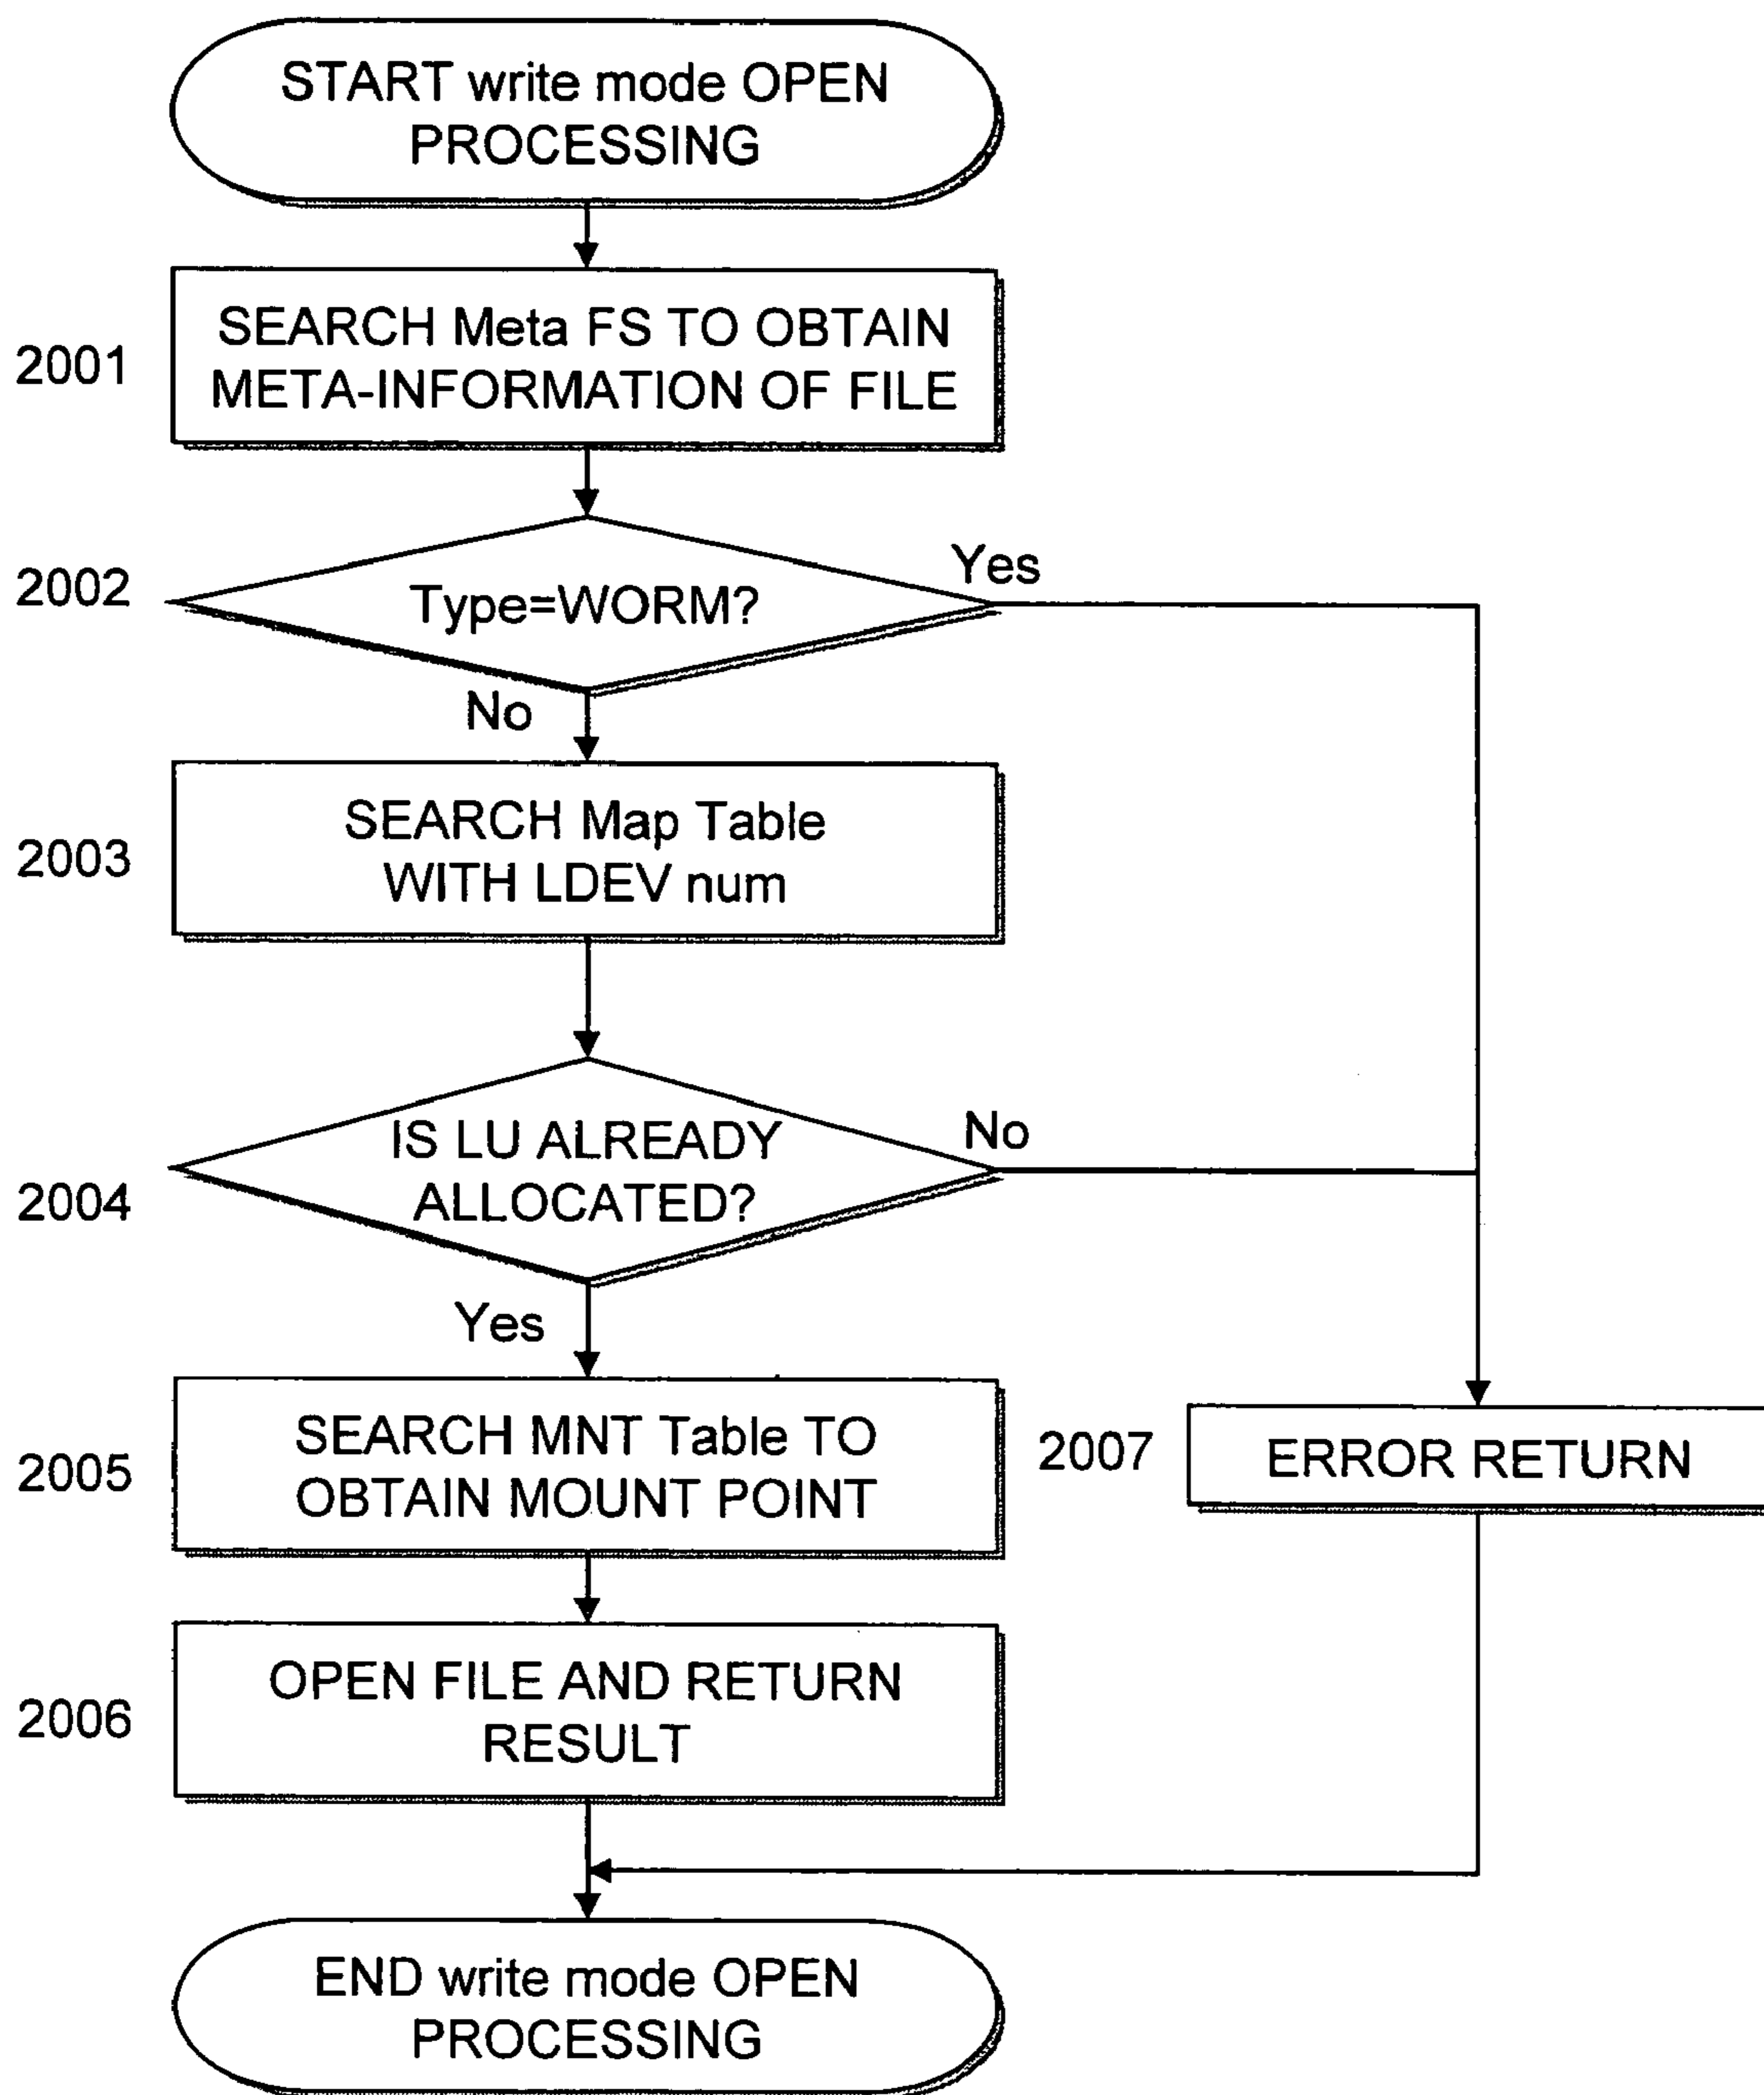 START write mode OPEN
PROCESSING
2001
SEARCH Meta FS TO OBTAIN
META-INFORMATION OF FILE
2002
Type=WORM?
Yes
No
2003
SEARCH Map Table
WITH LDEV num
2004
IS LU ALREADY
ALLOCATED?
No
Yes
2005
SEARCH MNT Table TO
OBTAIN MOUNT POINT
2007
ERROR RETURN
2006
OPEN FILE AND RETURN
RESULT
END write mode OPEN
PROCESSING